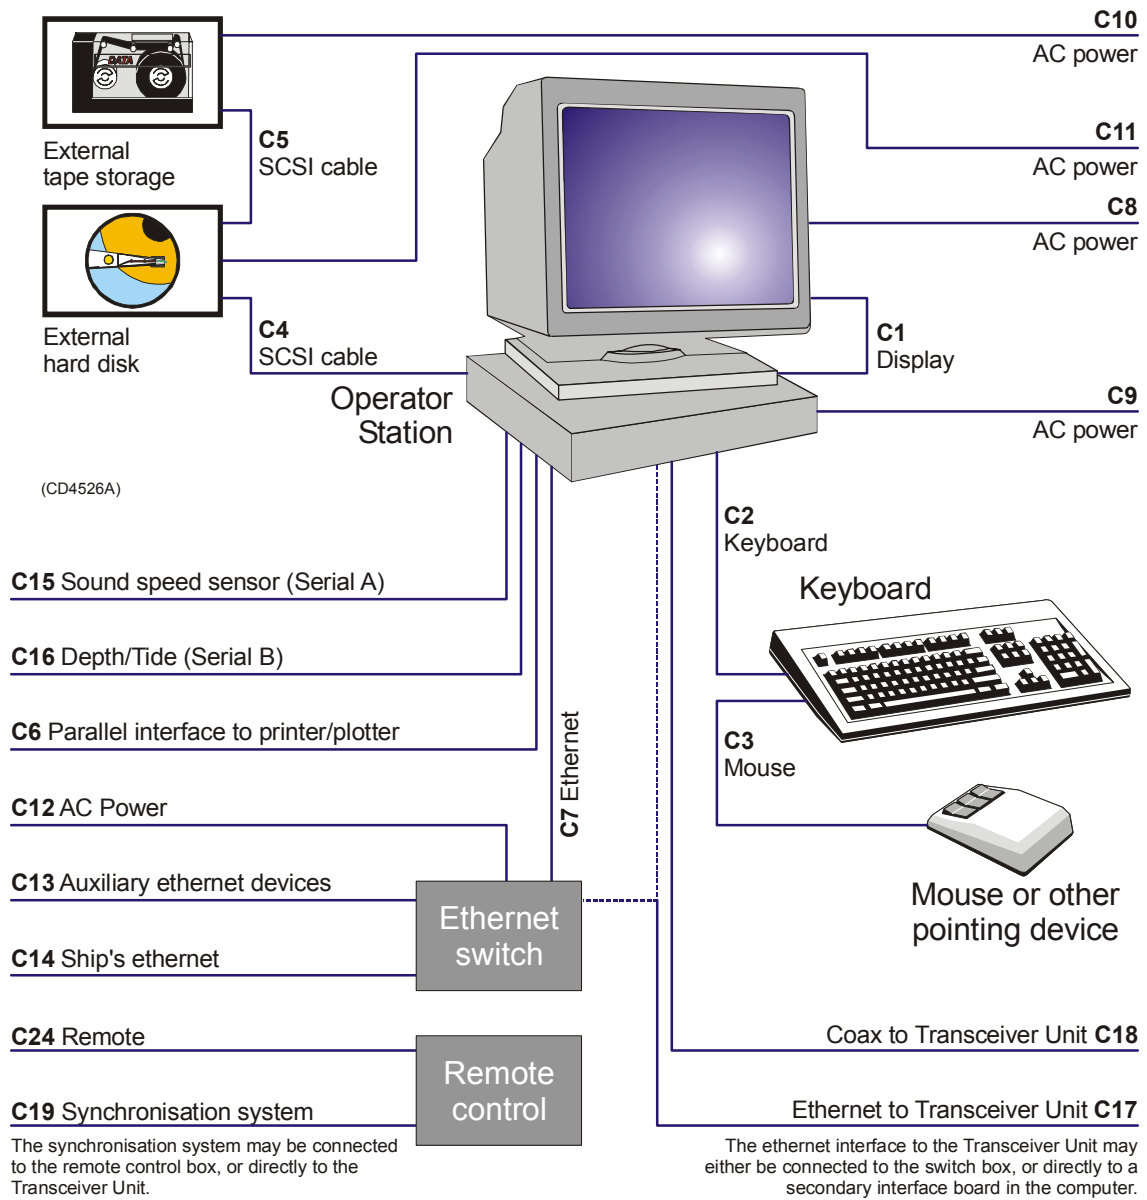 C10
AC power
DATA
C5
SCSI cable
External
tape storage
C11
AC power
C8
AC power
External
hard disk
C4
SCSI cable
C1
Display
Operator
Station
C9
AC power
(CD4526A)
C2
Keyboard
C15 Sound speed sensor (Serial A)
Keyboard
C16 Depth/Tide (Serial B)
C6 Parallel interface to printer/plotter
C3
Mouse
C7 Ethernet
C12 AC Power
C13 Auxiliary ethernet devices
Ethernet
switch
Mouse or other
pointing device
C14 Ship's ethernet
C24 Remote
Coax to Transceiver Unit C18
Remote
control
C19 Synchronisation system
Ethernet to Transceiver Unit C17
The synchronisation system may be connected
to the remote control box, or directly to the
Transceiver Unit.
The ethernet interface to the Transceiver Unit may
either be connected to the switch box, or directly to a
secondary interface board in the computer.